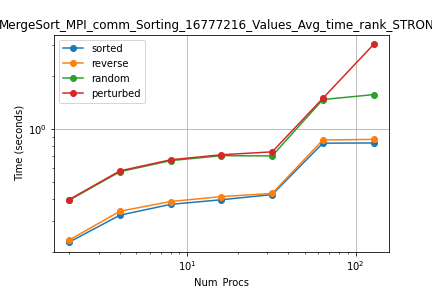 MergeSort_MPI_comm_Sorting_16777216_Values_Avg_time_rank_STRON
sorted
reverse
random
perturbed
Time (seconds)
10⁰
10¹
10²
Num_Procs